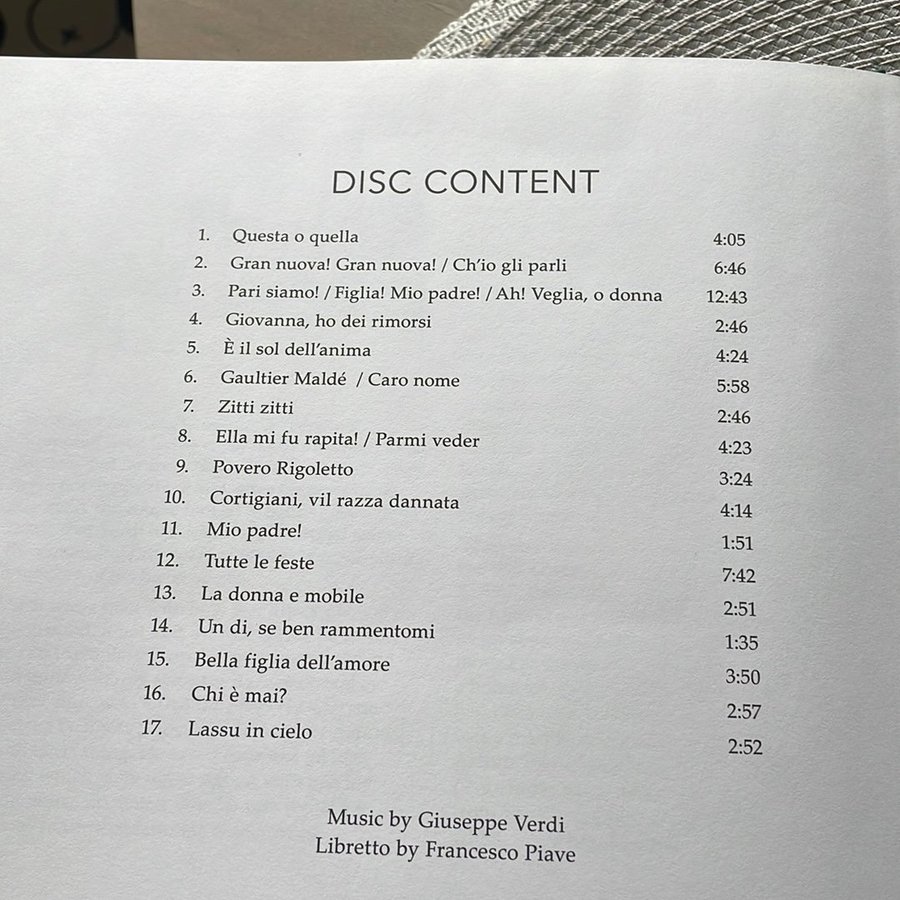 DISC CONTENT
1. Questa o quella 4:05
2. Gran nuova! Gran nuova! / Ch'io gli parli 6:46
3. Pari siamo! / Figlia! Mio padre! / Ah! Veglia, o donna 12:43
4. Giovanna, ho dei rimorsi 2:46
5. È il sol dell'anima 4:24
6. Gaultier Maldé / Caro nome 5:58
7. Zitti zitti 2:46
8. Ella mi fu rapita! / Parmi veder 4:23
9. Povero Rigoletto 3:24
10. Cortigiani, vil razza dannata 4:14
11. Mio padre! 1:51
12. Tutte le feste 7:42
13. La donna e mobile 2:51
14. Un di, se ben rammentomi 1:35
15. Bella figlia dell'amore 3:50
16. Chi è mai? 2:57
17. Lassu in cielo 2:52
Music by Giuseppe Verdi
Libretto by Francesco Piave